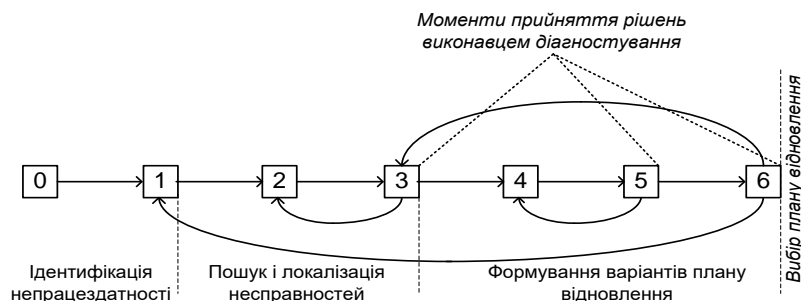 Моменти прийняття рішень
виконавцем діагностування
Вибір плану відновлення
0
1
2
3
4
5
6
Ідентифікація
непрацездатності
Пошук і локалізація
несправностей
Формування варіантів плану
відновлення